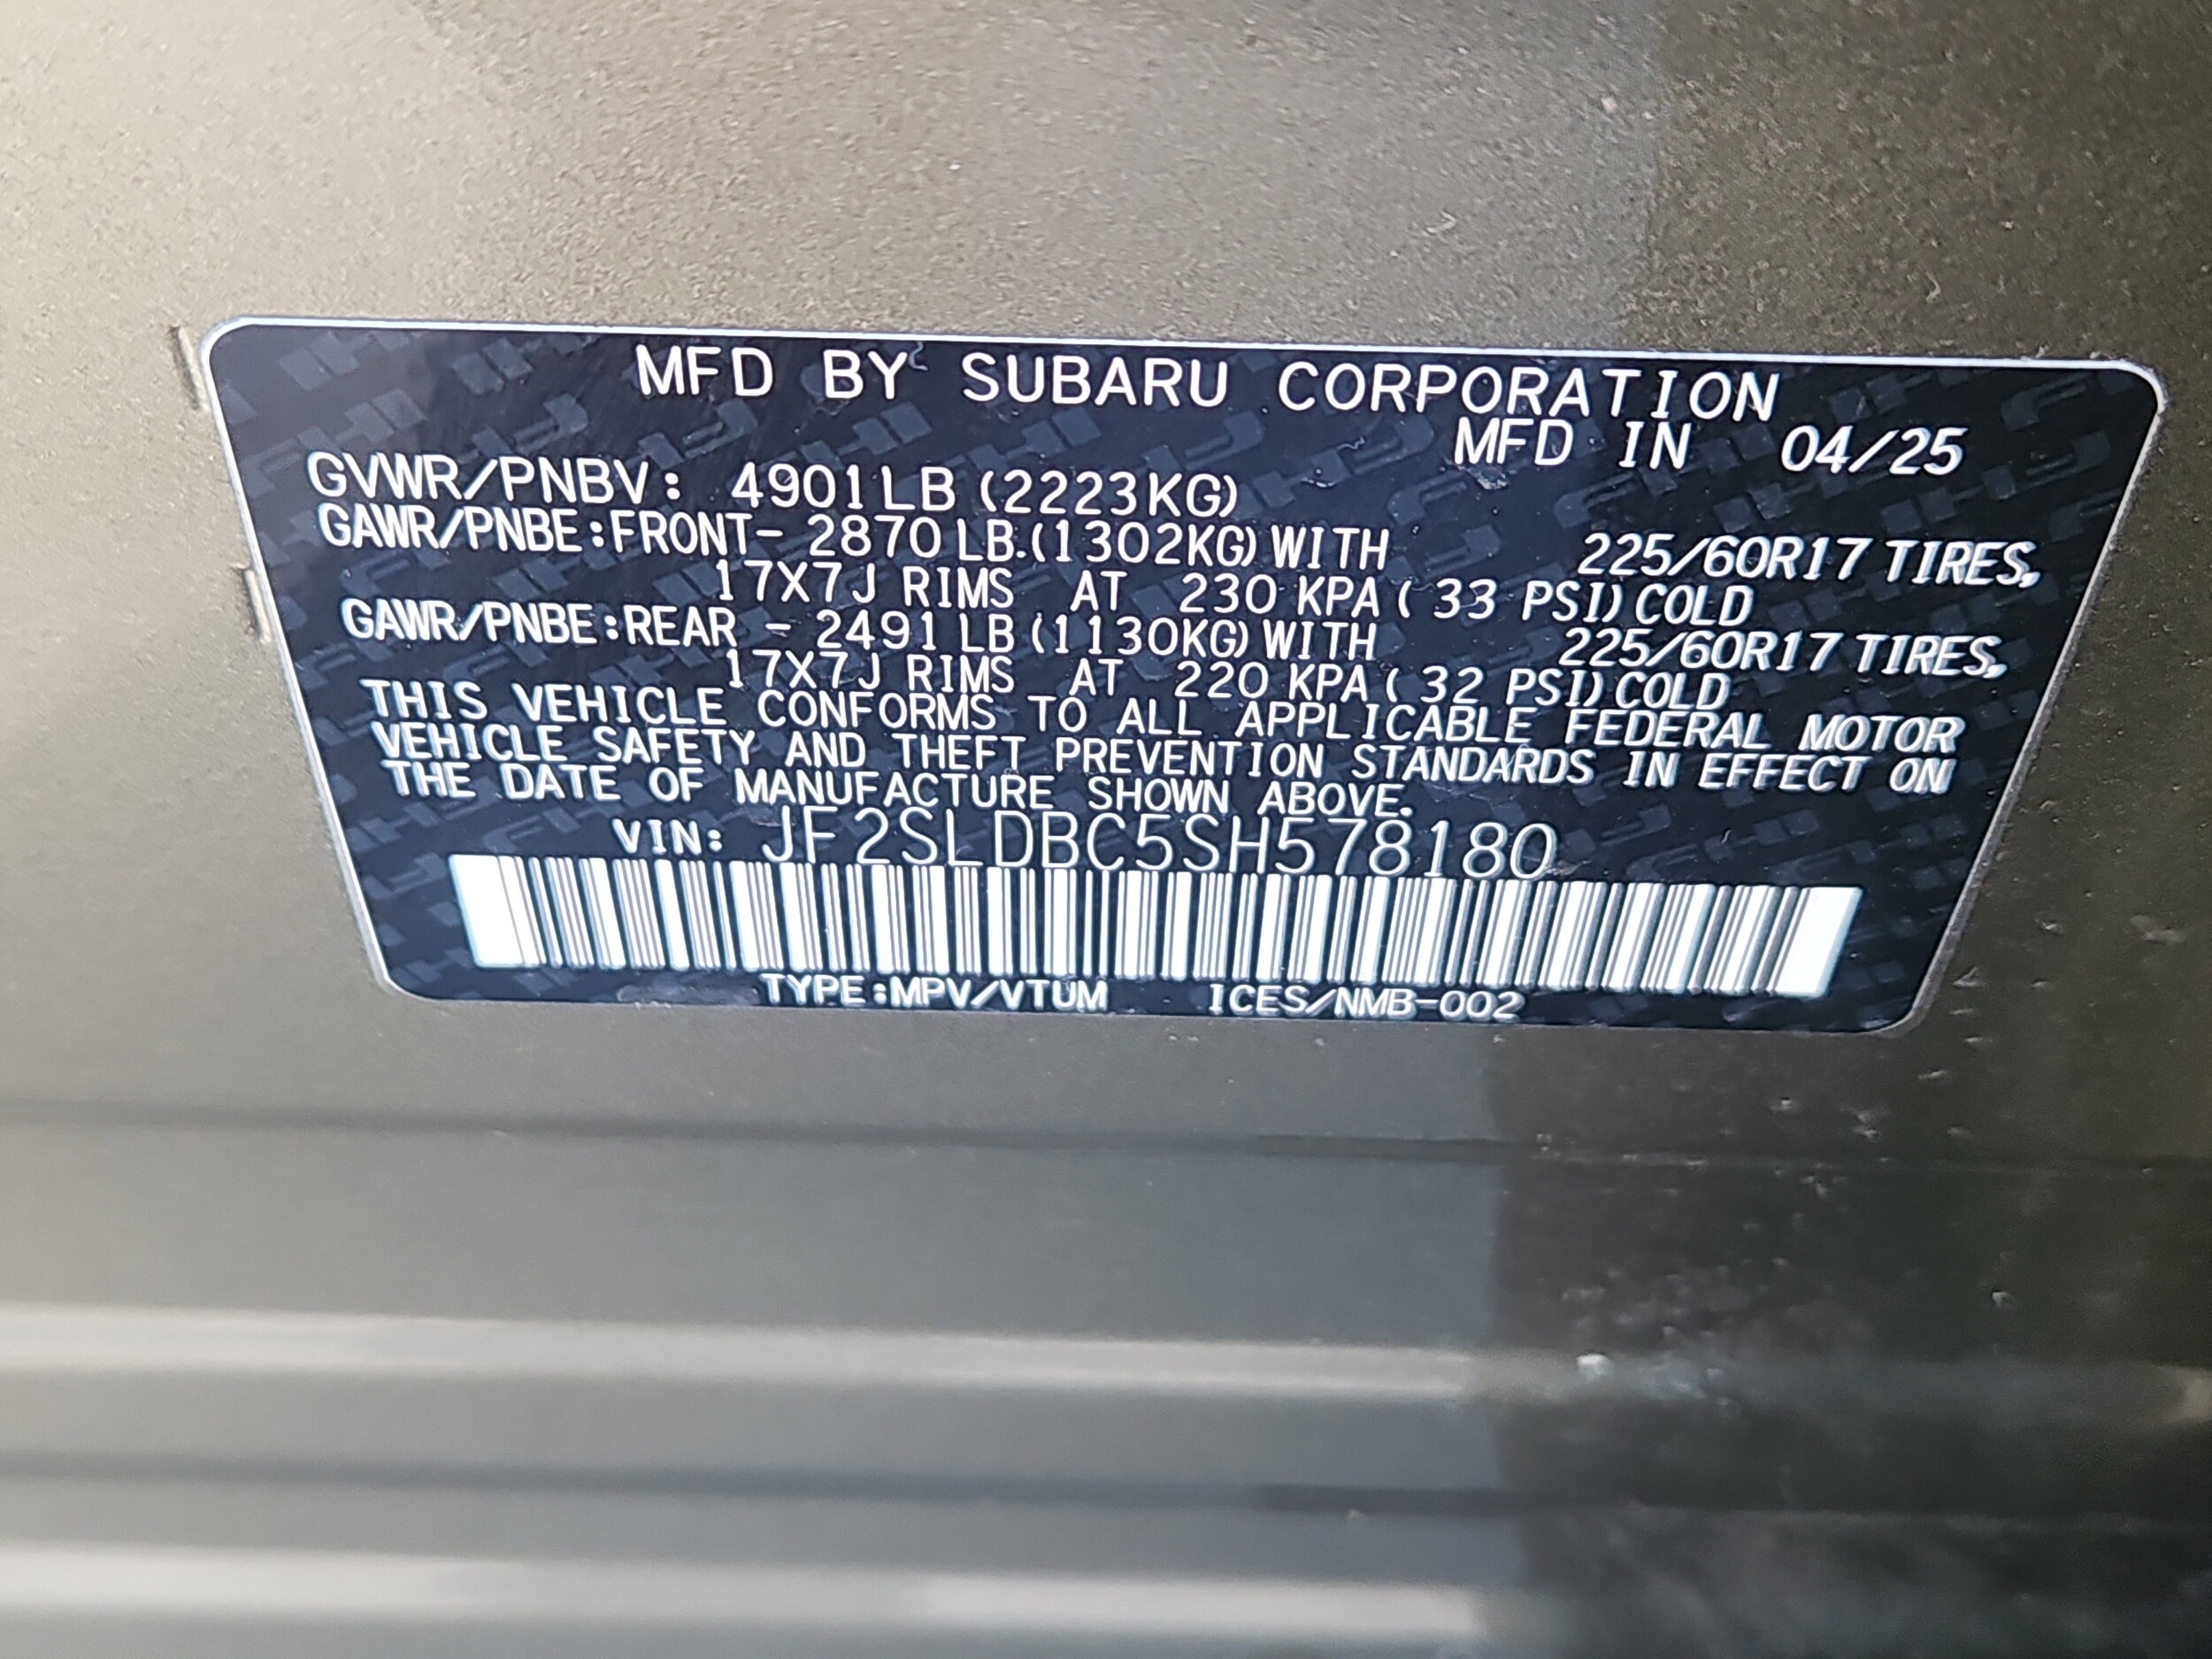 MFD BY SUBARU CORPORATION
MFD IN 04/25
GVWR/PNBV: 4901LB (2223KG)
GAWR/PNBE:FRONT- 2870 LB.(1302KG) WITH 225/60R17 TIRES,
17X7J RIMS AT 230 KPA ( 33 PSI) COLD
GAWR/PNBE:REAR - 2491 LB (1130KG) WITH 225/60R17 TIRES,
17X7J RIMS AT 220 KPA ( 32 PSI) COLD
THIS VEHICLE CONFORMS TO ALL APPLICABLE FEDERAL MOTOR
VEHICLE SAFETY AND THEFT PREVENTION STANDARDS IN EFFECT ON
THE DATE OF MANUFACTURE SHOWN ABOVE.
VIN: JF2SLDBC5SH578180
TYPE:MPV/VTUM ICES/NMB-002